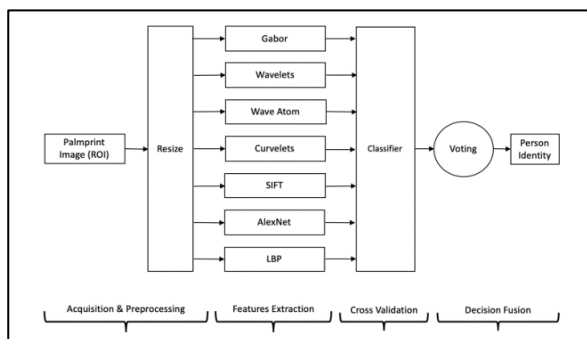 Gabor
Wavelets
Wave Atom
Palmprint
Image (ROI)
Resize
Curvelets
Classifier
Voting
Person
Identity
SIFT
AlexNet
LBP
Acquisition & Preprocessing
Features Extraction
Cross Validation
Decision Fusion